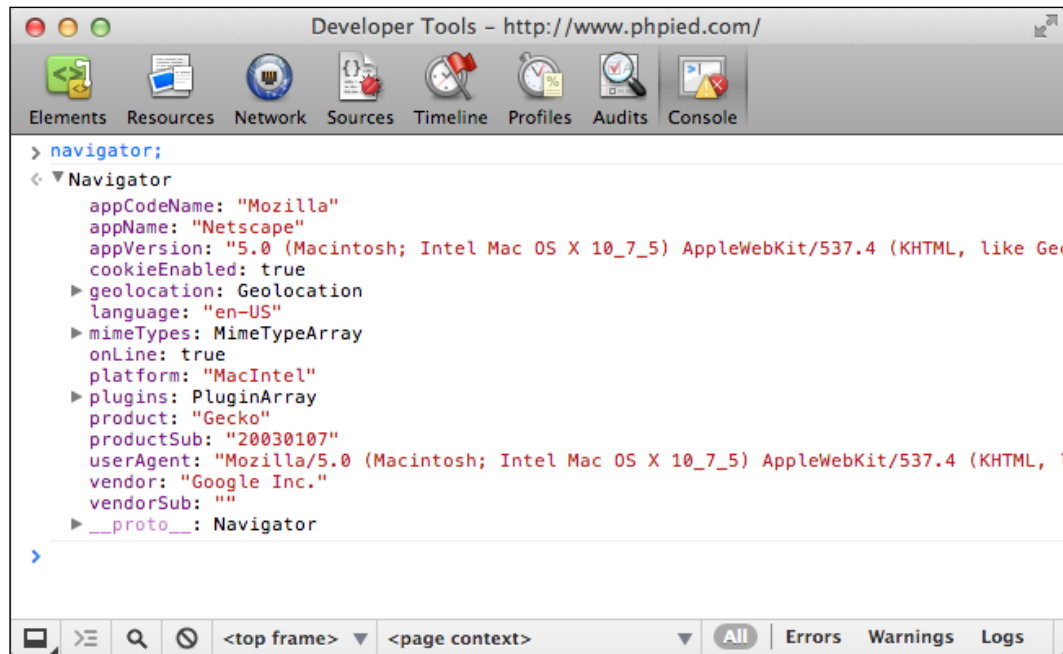 Developer Tools – http://www.phpied.com/
Elements Resources Network Sources Timeline Profiles Audits Console
> navigator;
Navigator
appCodeName: "Mozilla"
appName: "Netscape"
appVersion: "5.0 (Macintosh; Intel Mac OS X 10_7_5) AppleWebKit/537.4 (KHTML, like Gec
cookieEnabled: true
geolocation: Geolocation
language: "en-US"
mimeTypes: MimeTypeArray
onLine: true
platform: "MacIntel"
plugins: PluginArray
product: "Gecko"
productSub: "20030107"
userAgent: "Mozilla/5.0 (Macintosh; Intel Mac OS X 10_7_5) AppleWebKit/537.4 (KHTML,
vendor: "Google Inc."
vendorSub: ""
__proto__: Navigator
>
<top frame> <page context> All Errors Warnings Logs